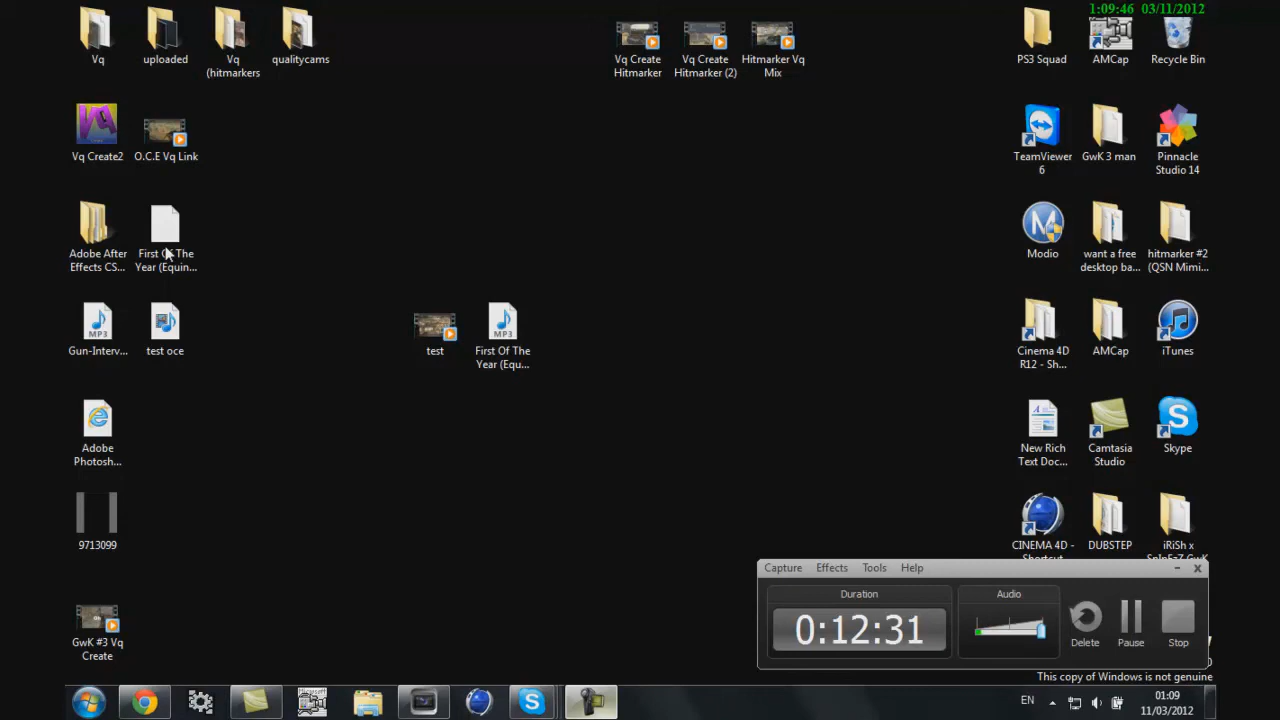 1:09:46 03/11/2012
Vq
uploaded
Vq
(hitmarkers
qualitycams
Vq Create
Hitmarker
Vq Create
Hitmarker (2)
Hitmarker Vq
Mix
PS3 Squad
AMCap
Recycle Bin
Vq Create2
O.C.E Vq Link
TeamViewer
6
GwK 3 man
Pinnacle
Studio 14
Adobe After
Effects CS...
First Of The
Year (Equin...
Modio
want a free
desktop ba...
hitmarker #2
(QSN Mimi...
MP3
Gun-Interv...
test oce
test
MP3
First Of The
Year (Equ...
Cinema 4D
R12 - Sh...
AMCap
iTunes
Adobe
Photosh...
New Rich
Text Doc...
Camtasia
Studio
Skype
9713099
CINEMA 4D -
Shortcut
DUBSTEP
iRiSh x
GwK #3 Vq
Create
Capture Effects Tools Help
Duration
0:12:31
Audio
Delete
Pause
Stop
This copy of Windows is not genuine
EN
01:09
11/03/2012